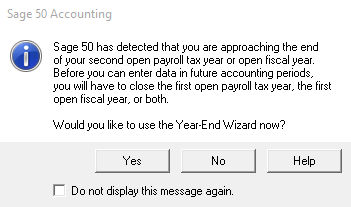 Sage 50 Accounting
Sage 50 has detected that you are approaching the end
of your second open payroll tax year or open fiscal year.
Before you can enter data in future accounting periods,
you will have to close the first open payroll tax year, the first
open fiscal year, or both.
Would you like to use the Year-End Wizard now?
Yes No Help
Do not display this message again.